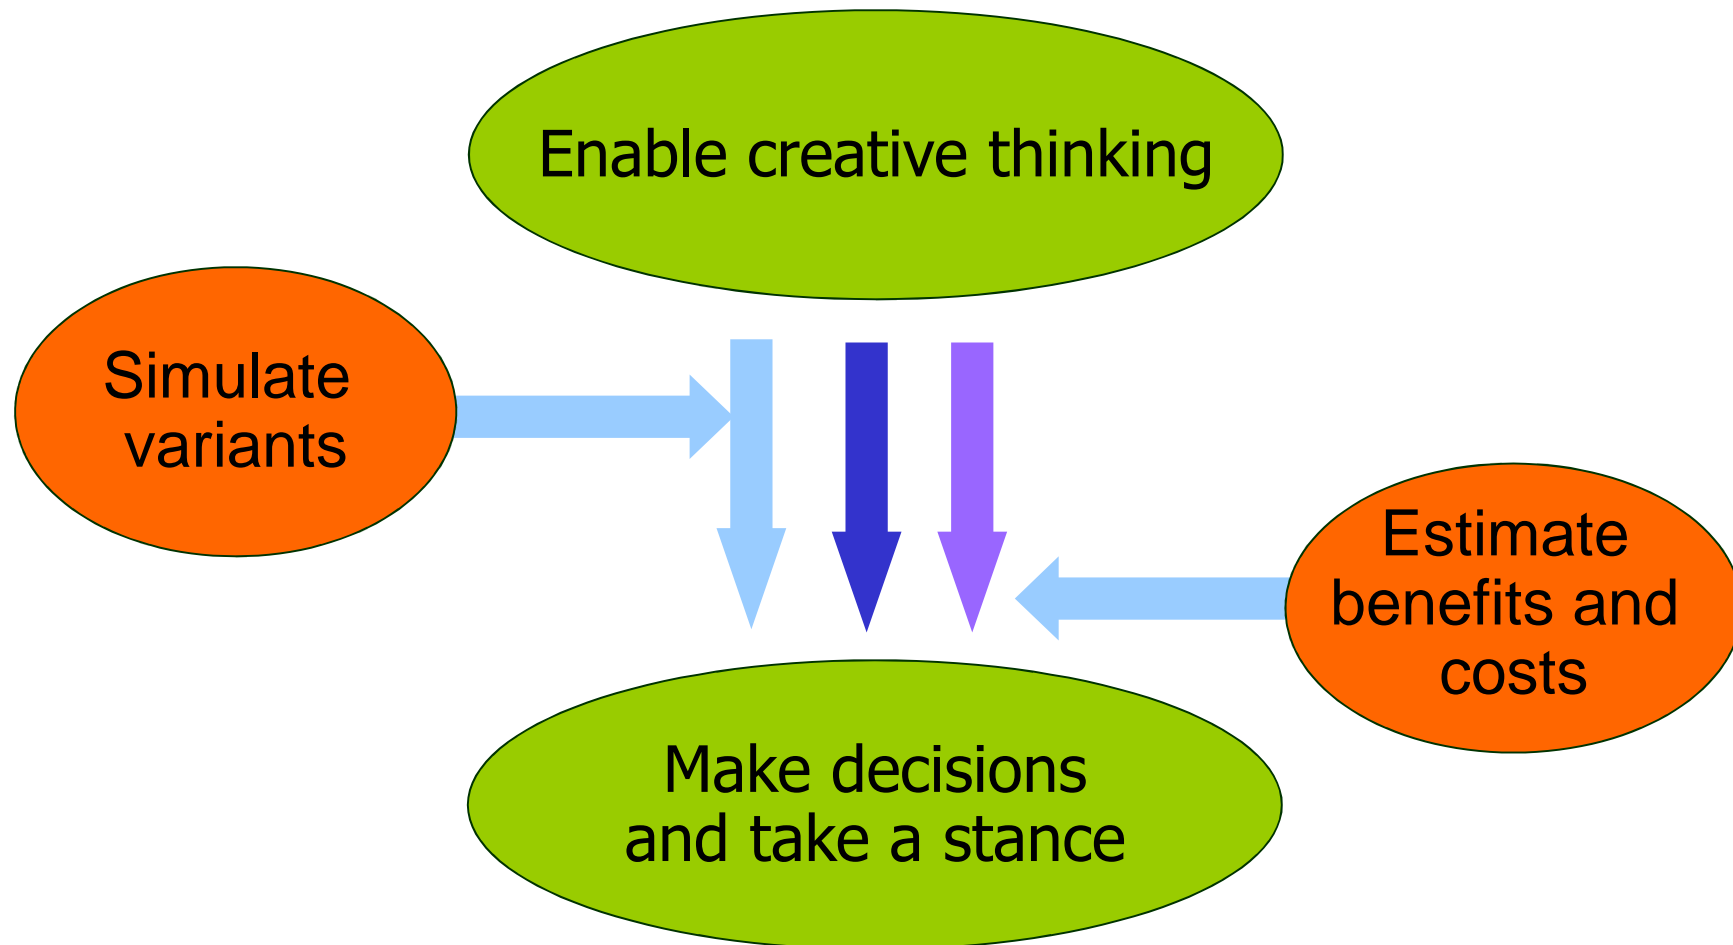 Enable creative thinking
Simulate
variants
Estimate
benefits and
costs
Make decisions
and take a stance